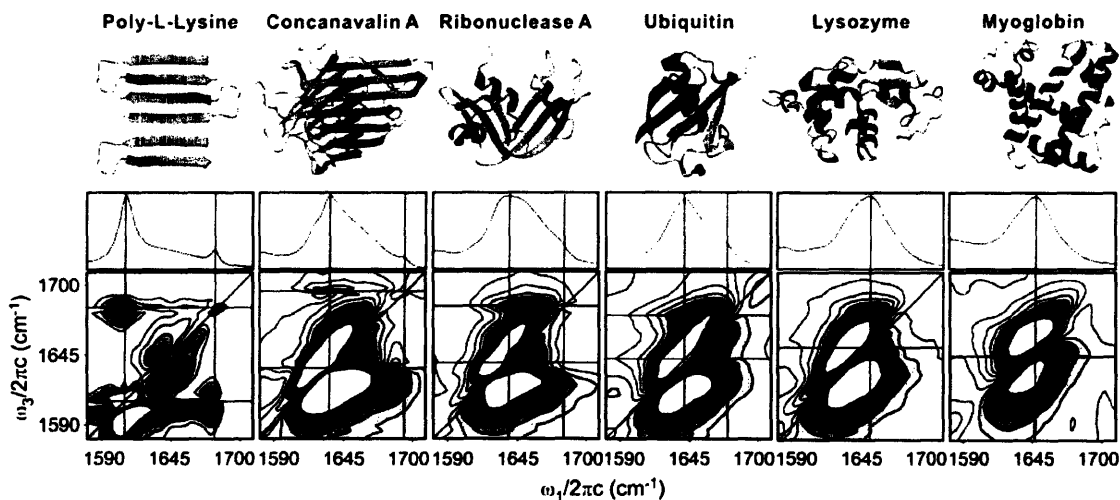 Poly-L-Lysine Concanavalin A Ribonuclease A Ubiquitin Lysozyme Myoglobin
1700
1645
1590
ω3/2πc (cm-1)
1590 1645 1700 1590 1645 1700 1590 1645 1700 1590 1645 1700 1590 1645 1700 1590 1645 1700
ω1/2πc (cm-1)